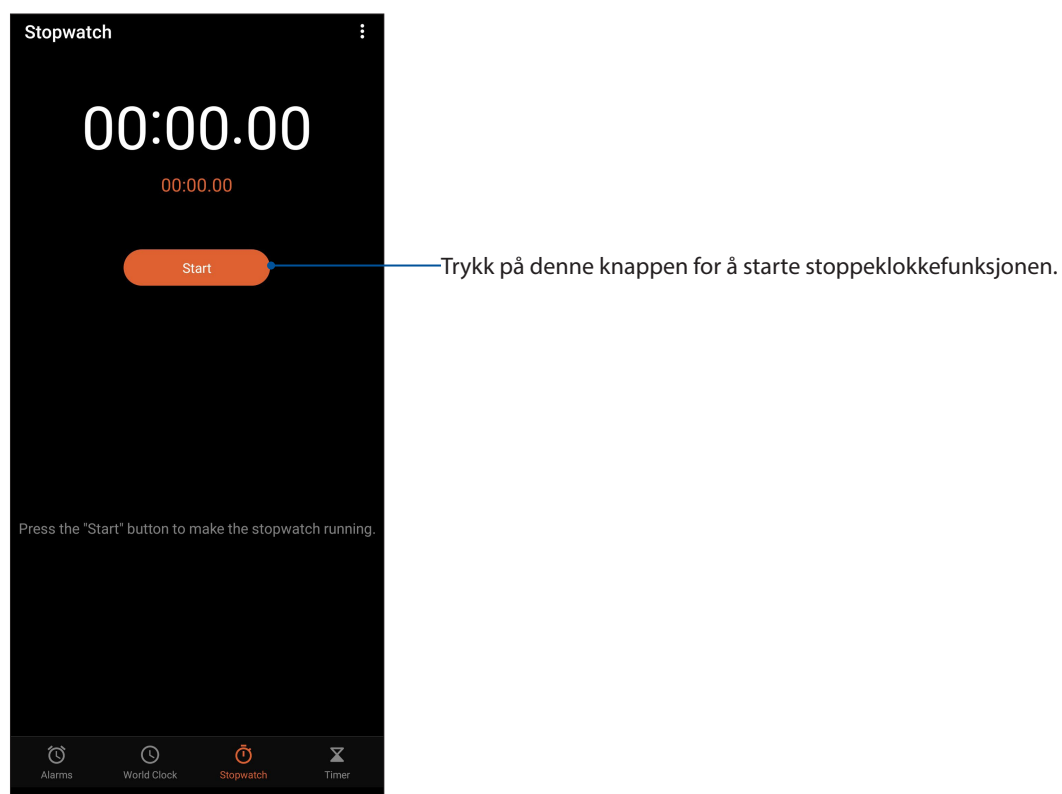 Stopwatch
00:00.00
00:00.00
Start
Trykk på denne knappen for å starte stoppeklokkefunksjonen.
Press the "Start" button to make the stopwatch running.
Alarms
World Clock
Stopwatch
Timer